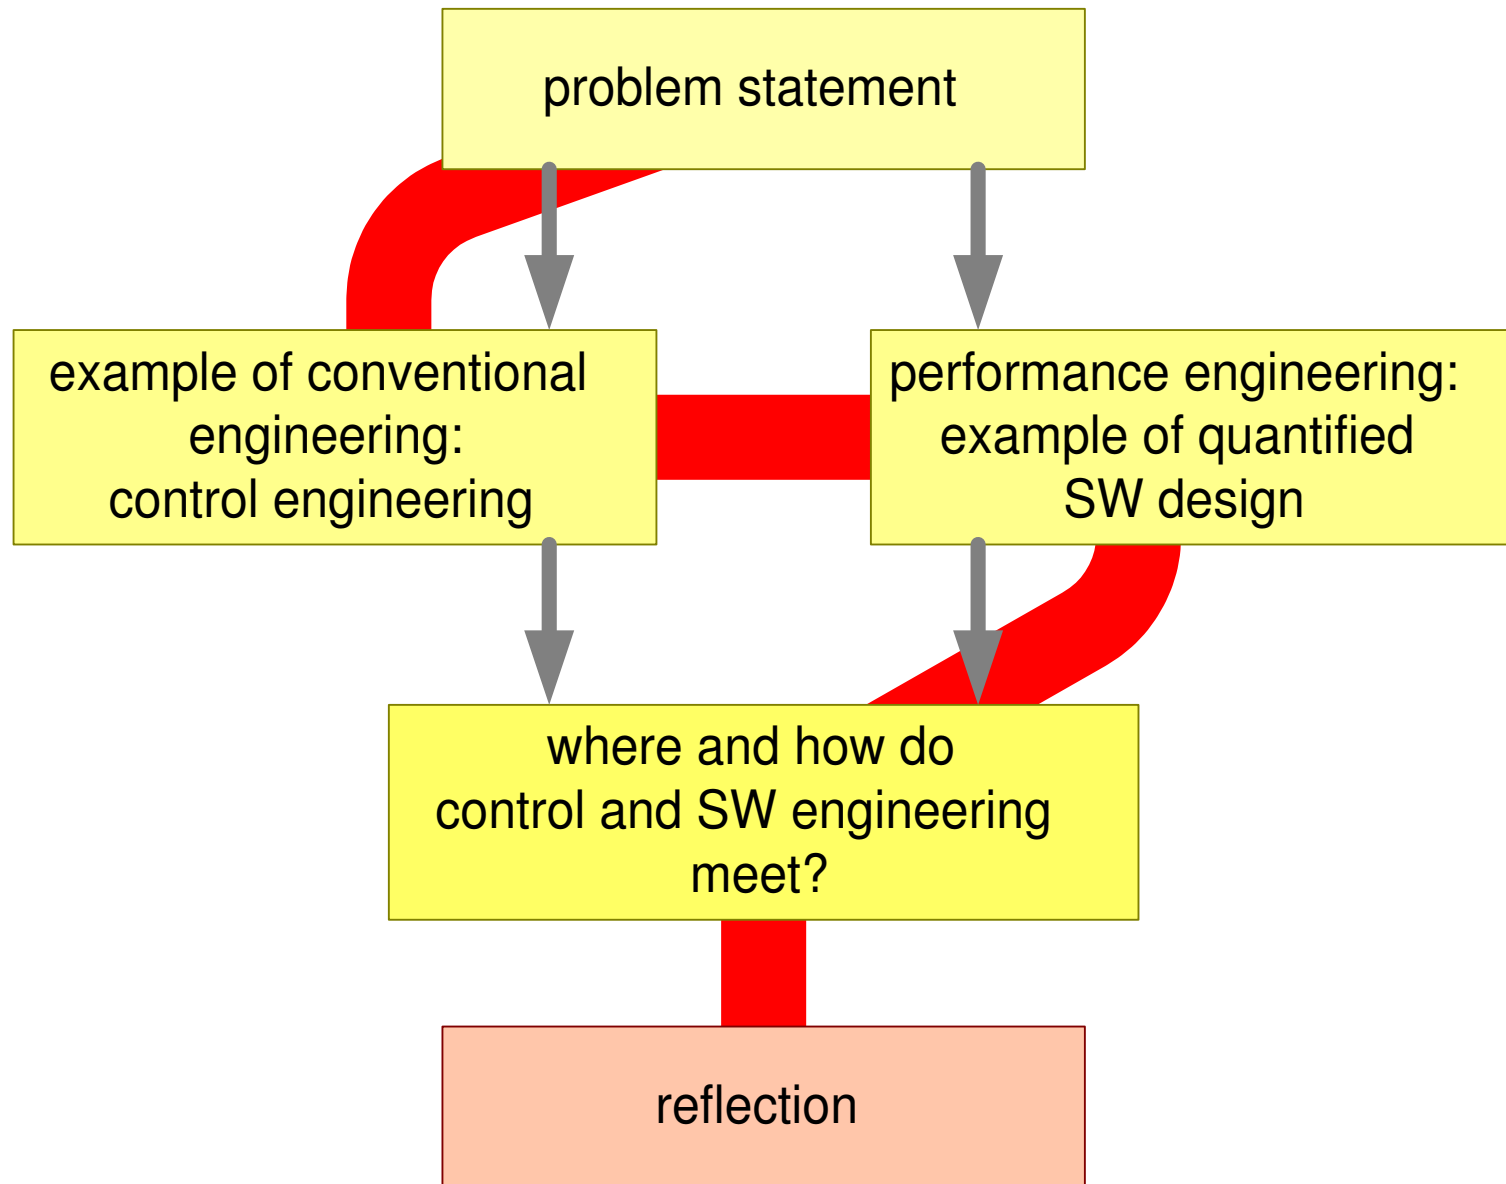 problem statement
example of conventional
engineering:
control engineering
performance engineering:
example of quantified
SW design
where and how do
control and SW engineering
meet?
reflection